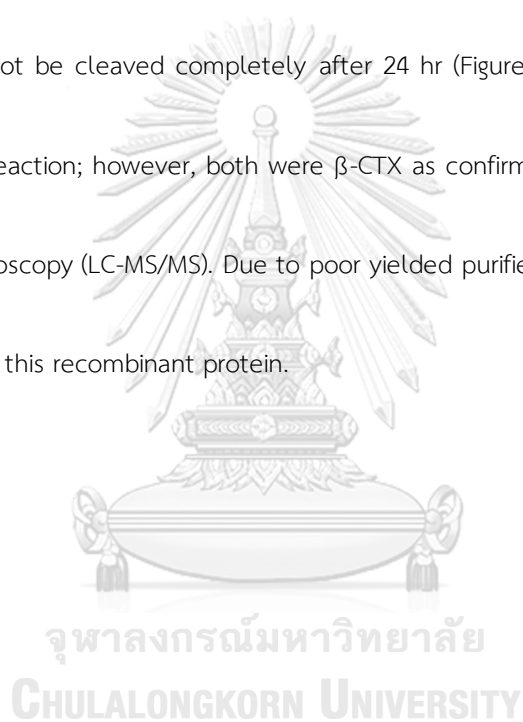 ot be cleaved completely after 24 hr (Figure
eaction; however, both were β-CTX as confirm
oscopy (LC-MS/MS). Due to poor yielded purifie
this recombinant protein.
จุฬาลงกรณ์มหาวิทยาลัย
CHULALONGKORN UNIVERSITY